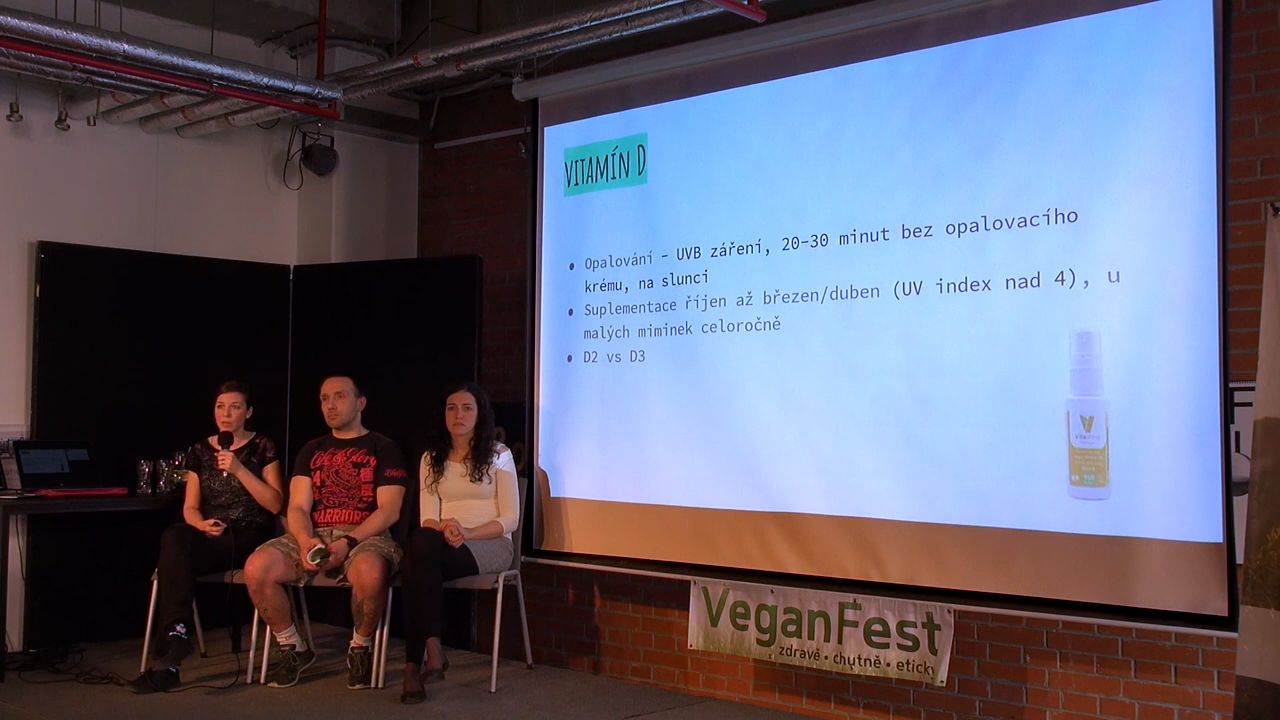 VITAMÍN D
Opalování - UVB záření, 20-30 minut bez opalovacího
krému, na slunci
Suplementace říjen až březen/duben (UV index nad 4), u
malých miminek celoročně
D2 vs D3
WARRIORS
VeganFest
zdravě • chutně • eticky